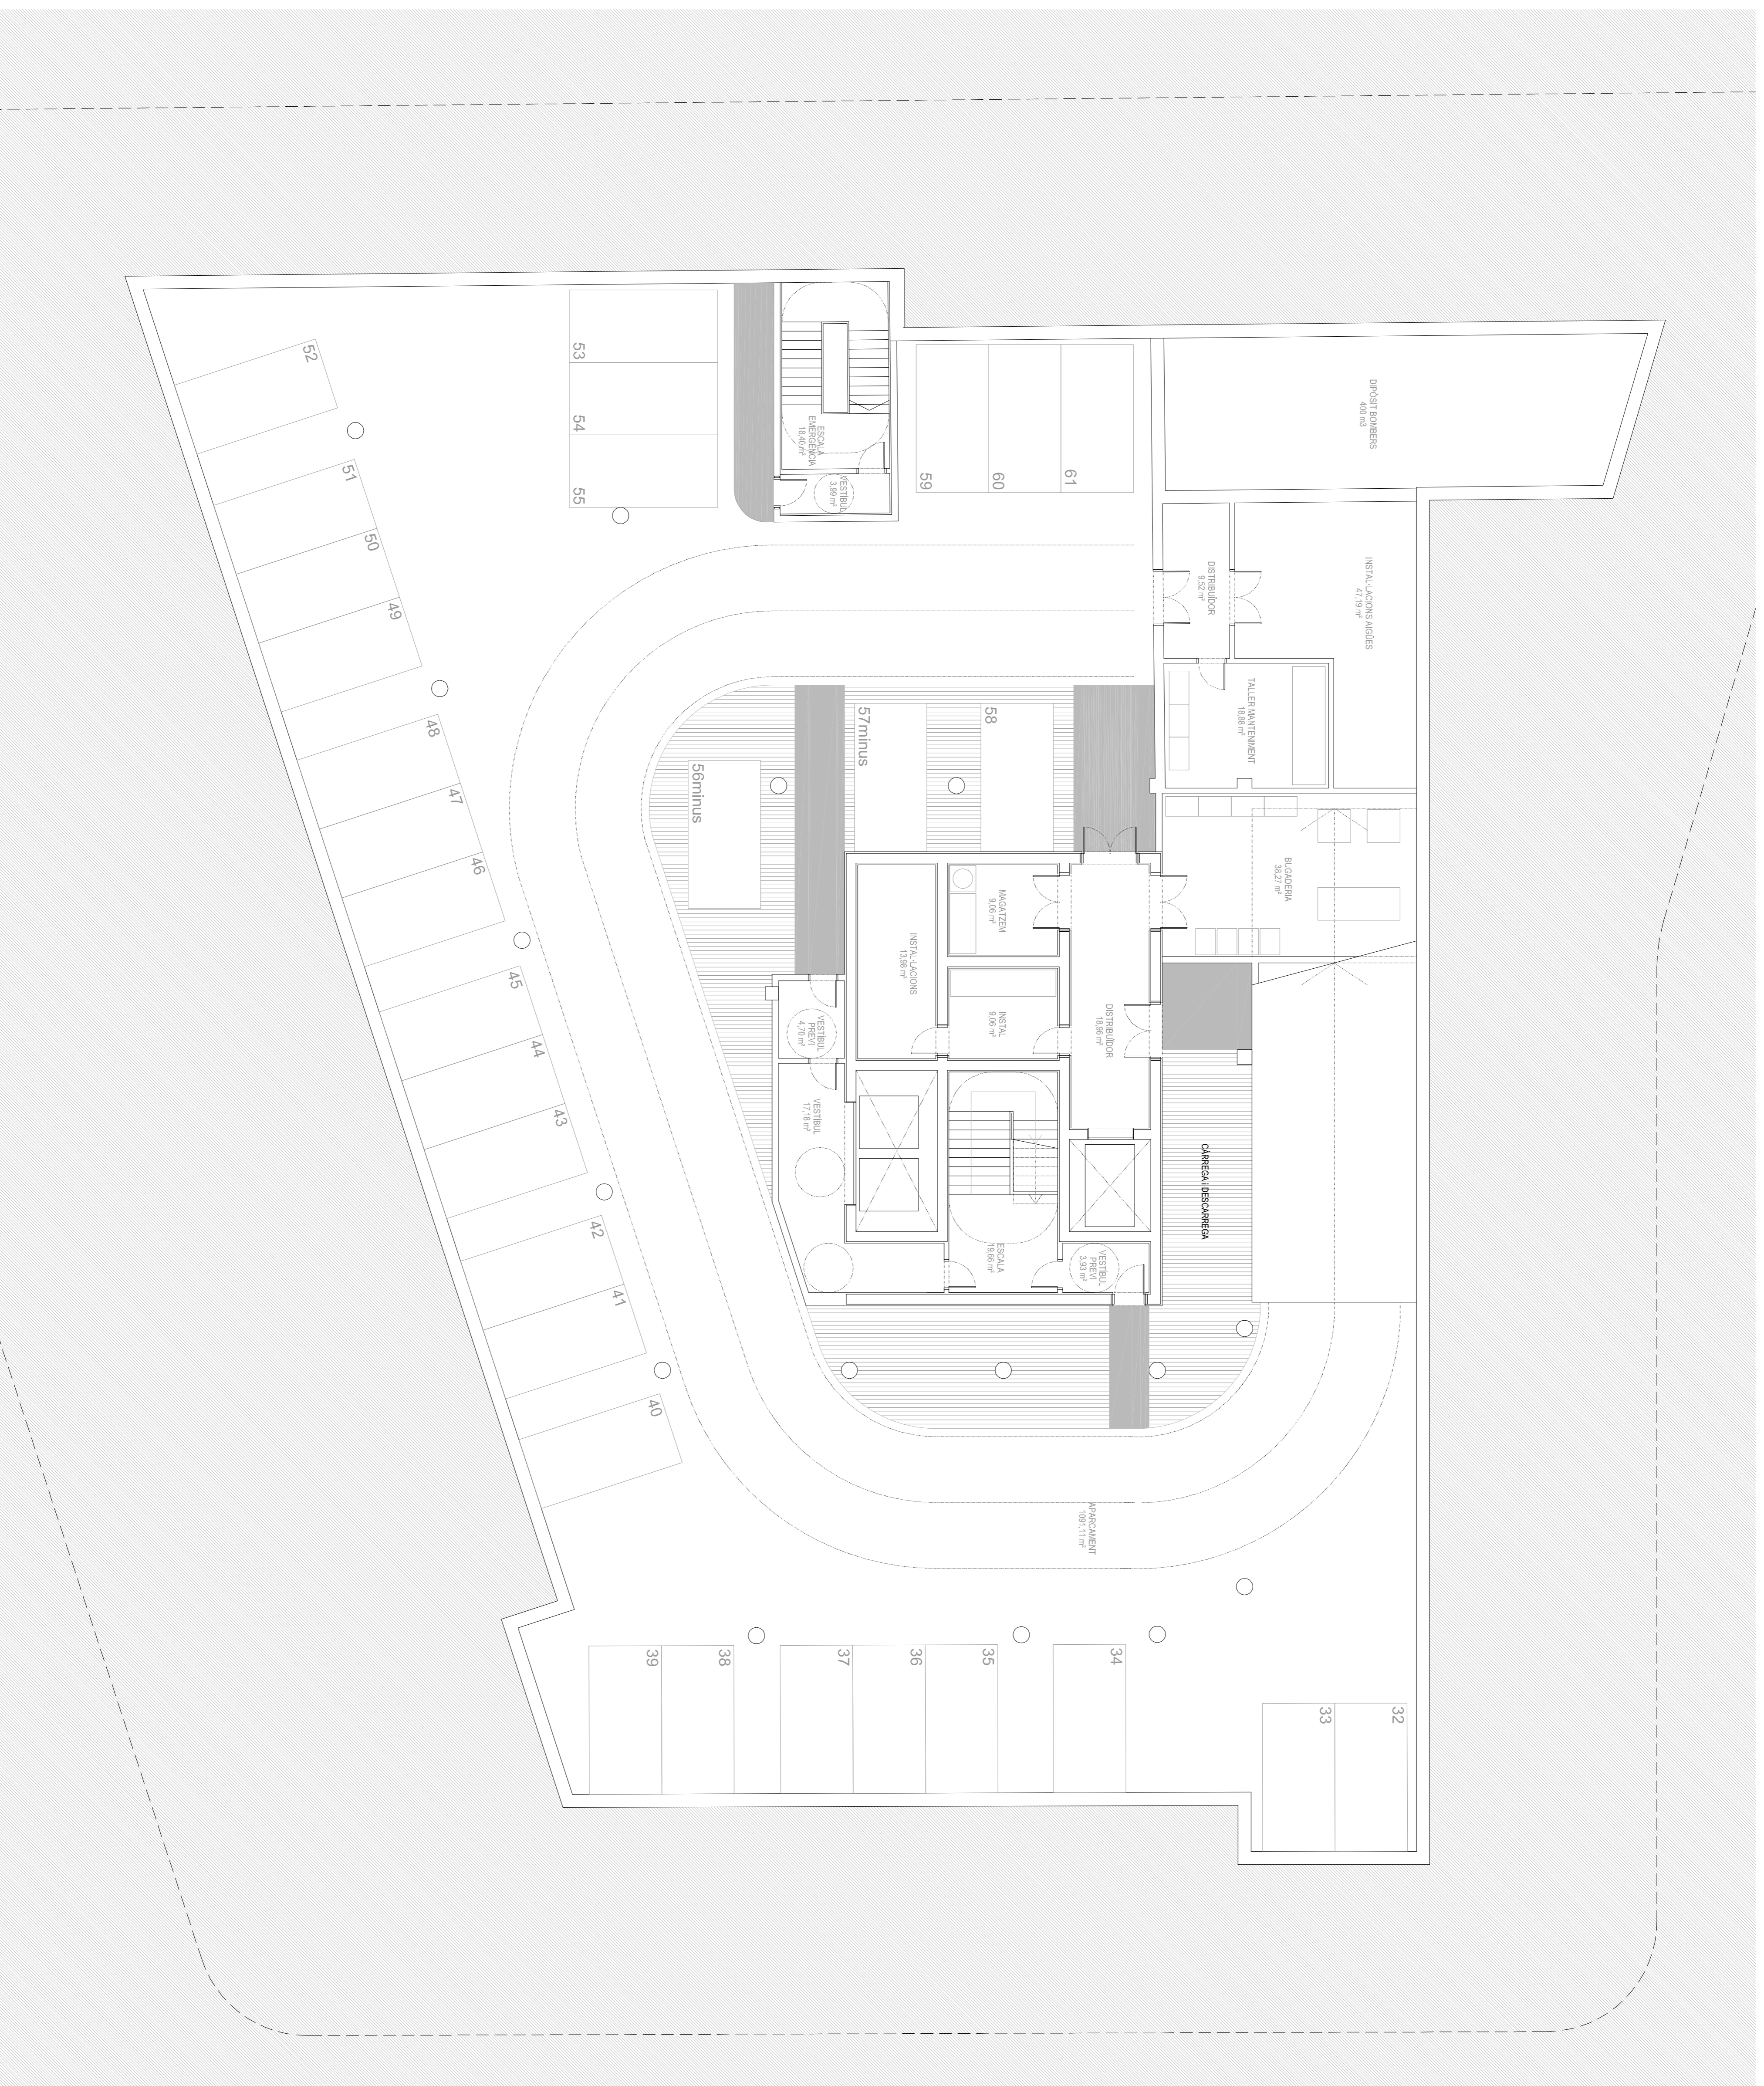 52
51
50
49
48
47
46
45
44
43
42
41
40
53
54
55
ESCALA
EMERGÈNCIA
18,40 m²
VESTÍBUL
3,99 m²
59
60
61
DIPÒSIT BOMBERS
400 m3
DISTRIBUÏDOR
9,52 m²
INSTAL·LACIONS AIGÜES
47,19 m²
TALLER MANTENIMENT
18,88 m²
56minus
57minus
58
BUGADERIA
38,27 m²
MAGATZEM
9,06 m²
INSTAL·LACIONS
13,98 m²
INSTAL
9,06 m²
DISTRIBUÏDOR
18,96 m²
VESTÍBUL
PREVI
4,70 m²
VESTÍBUL
17,18 m²
CÀRREGA i DESCARREGA
ESCALA
19,66 m²
VESTÍBUL
PREVI
3,93 m²
APARCAMENT
1091,11 m²
39
38
37
36
35
34
33
32